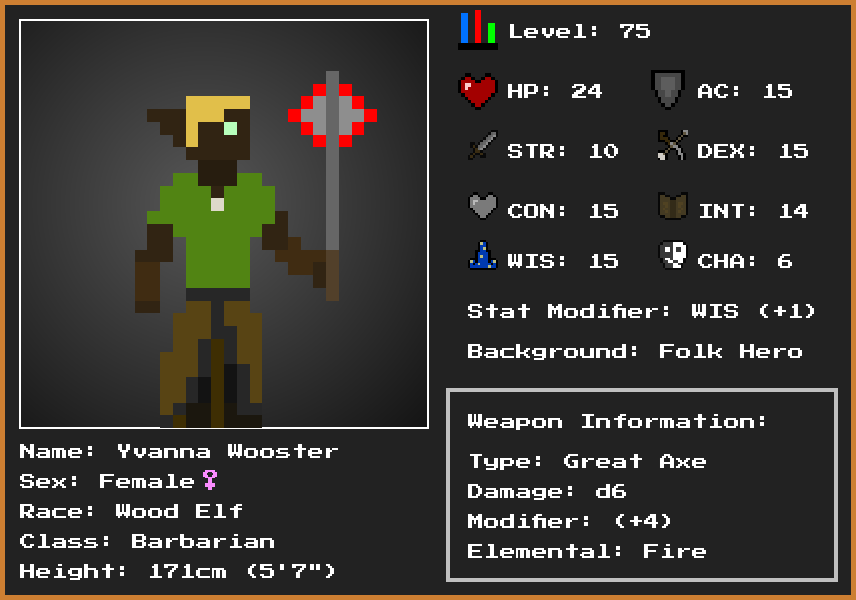 Level: 75
HP: 24
AC: 15
STR: 10
DEX: 15
CON: 15
INT: 14
WIS: 15
CHA: 6
Stat Modifier: WIS (+1)
Background: Folk Hero
Weapon Information:
Type: Great Axe
Damage: d6
Modifier: (+4)
Elemental: Fire
Name: Yvanna Wooster
Sex: Female♀
Race: Wood Elf
Class: Barbarian
Height: 171cm (5'7")